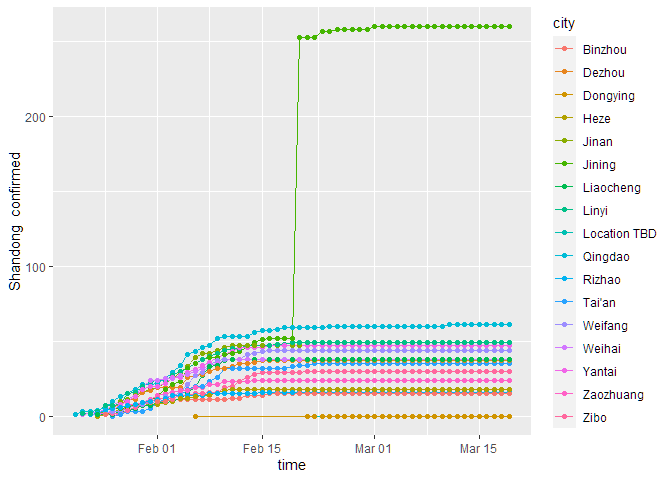 Shandong confirmed
200
100
0
Feb 01
Feb 15
Mar 01
Mar 15
time
city
Binzhou
Dezhou
Dongying
Heze
Jinan
Jining
Liaocheng
Linyi
Location TBD
Qingdao
Rizhao
Tai'an
Weifang
Weihai
Yantai
Zaozhuang
Zibo